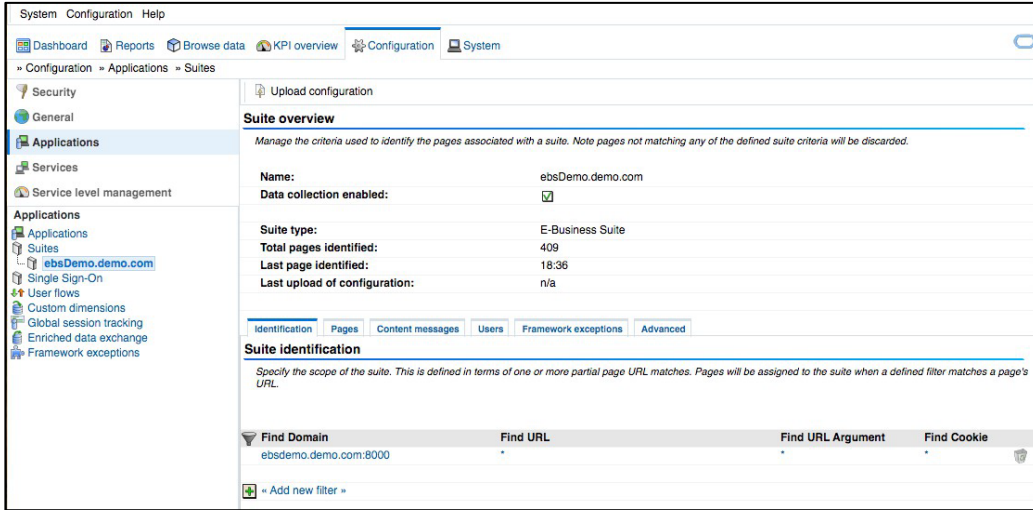 System Configuration Help
Dashboard Reports Browse data KPI overview Configuration System
» Configuration » Applications » Suites
Security
General
Applications
Services
Service level management
Applications
Applications
Suites
ebsDemo.demo.com
Single Sign-On
User flows
Custom dimensions
Global session tracking
Enriched data exchange
Framework exceptions
Upload configuration
Suite overview
Manage the criteria used to identify the pages associated with a suite. Note pages not matching any of the defined suite criteria will be discarded.
Name: ebsDemo.demo.com
Data collection enabled:
Suite type: E-Business Suite
Total pages identified: 409
Last page identified: 18:36
Last upload of configuration: n/a
Identification Pages Content messages Users Framework exceptions Advanced
Suite identification
Specify the scope of the suite. This is defined in terms of one or more partial page URL matches. Pages will be assigned to the suite when a defined filter matches a page's
URL.
Find Domain Find URL Find URL Argument Find Cookie
ebsdemo.demo.com:8000 * * *
« Add new filter »